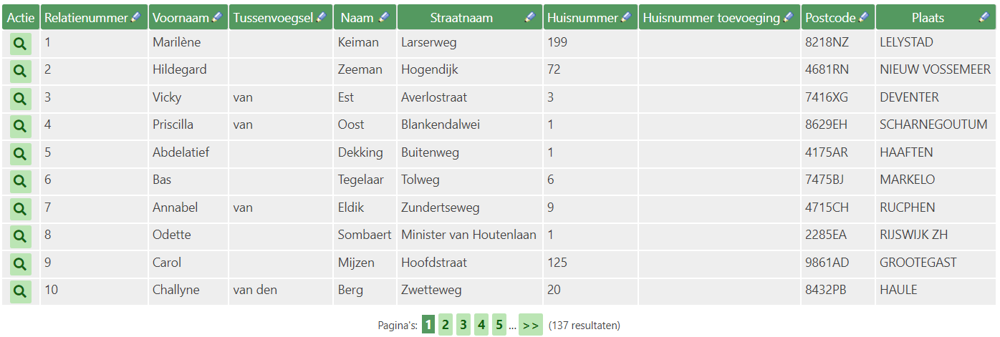 Actie Relatienummer Voornaam Tussenvoegsel Naam Straatnaam Huisnummer Huisnummer toevoeging Postcode Plaats
1 Marilène Keiman Larserweg 199 8218NZ LELYSTAD
2 Hildegard Zeeman Hogendijk 72 4681RN NIEUW VOSSEMEER
3 Vicky van Est Averlostraat 3 7416XG DEVENTER
4 Priscilla van Oost Blankendalwei 1 8629EH SCHARNEGOUTUM
5 Abdelatief Dekking Buitenweg 1 4175AR HAAFTEN
6 Bas Tegelaar Tolweg 6 7475BJ MARKELO
7 Annabel van Eldik Zundertseweg 9 4715CH RUCPHEN
8 Odette Sombaert Minister van Houtenlaan 1 2285EA RIJSWIJK ZH
9 Carol Mijzen Hoofdstraat 125 9861AD GROOTEGAST
10 Challyne van den Berg Zwetteweg 20 8432PB HAULE
Pagina's: 1 2 3 4 5 ... >> (137 resultaten)